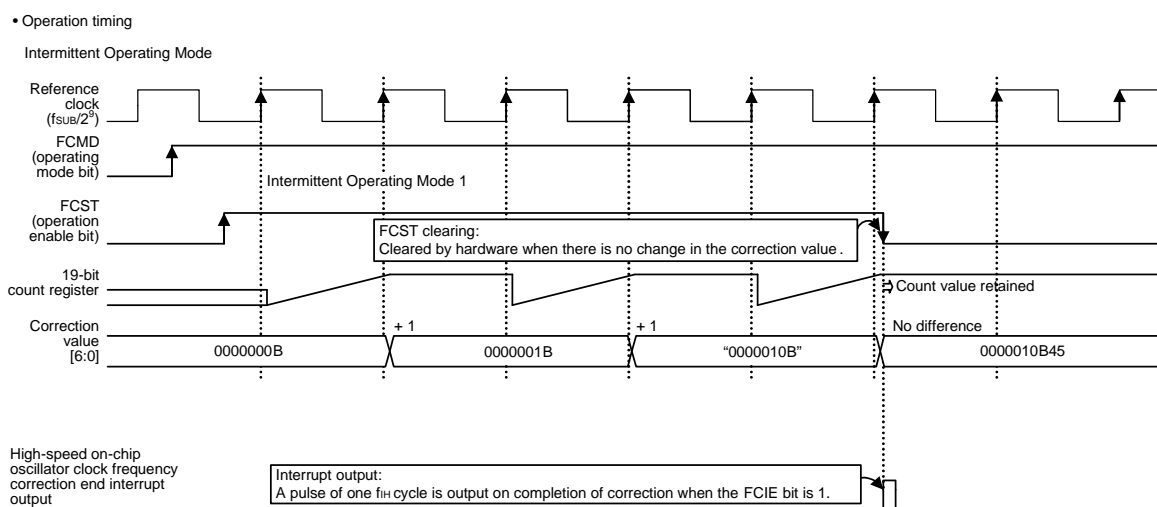 • Operation timing
Intermittent Operating Mode
Reference
clock
(fSUB/2⁹)
FCMD
(operating
mode bit)
Intermittent Operating Mode 1
FCST
(operation
enable bit)
FCST clearing:
Cleared by hardware when there is no change in the correction value .
19-bit
count register
Count value retained
Correction
value
[6:0]
+ 1
+ 1
No difference
0000000B
0000001B
“0000010B”
0000010B45
High-speed on-chip
oscillator clock frequency
correction end interrupt
output
Interrupt output:
A pulse of one fIH cycle is output on completion of correction when the FCIE bit is 1.